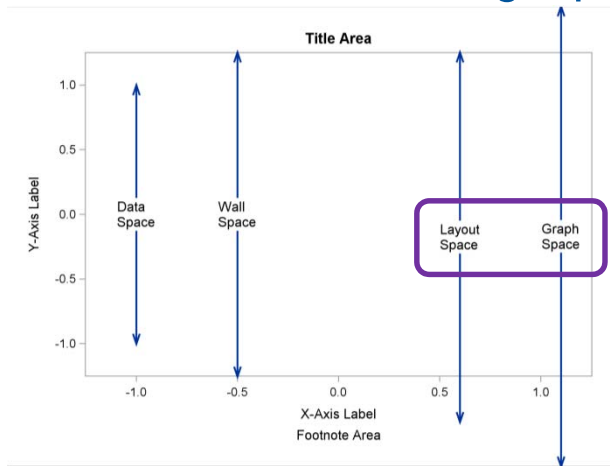 Title Area
1.0
0.5
0.0
-0.5
-1.0
Y-Axis Label
Data
Space
Wall
Space
Layout
Space
Graph
Space
-1.0
-0.5
0.0
0.5
1.0
X-Axis Label
Footnote Area